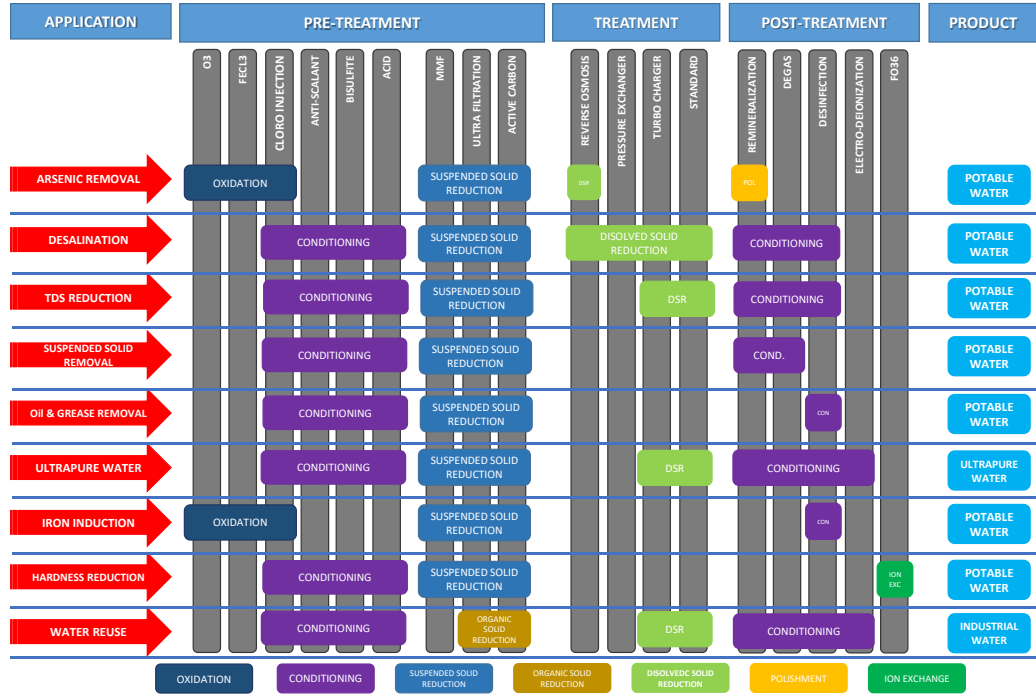 APPLICATION
PRE-TREATMENT
TREATMENT
POST-TREATMENT
PRODUCT
O3
FECL3
CLORO INJECTION
ANTI-SCALANT
BISULFITE
ACID
MMF
ULTRA FILTRATION
ACTIVE CARBON
REVERSE OSMOSIS
PRESSURE EXCHANGER
TURBO CHARGER
STANDARD
REMINERALIZATION
DEGAS
DESINFECTION
ELECTRO-DEIONIZATION
FO36
ARSENIC REMOVAL
OXIDATION
SUSPENDED SOLID
REDUCTION
DSR
POL
POTABLE
WATER
DESALINATION
CONDITIONING
SUSPENDED SOLID
REDUCTION
DISOLVED SOLID
REDUCTION
CONDITIONING
POTABLE
WATER
TDS REDUCTION
CONDITIONING
SUSPENDED SOLID
REDUCTION
DSR
CONDITIONING
POTABLE
WATER
SUSPENDED SOLID
REMOVAL
CONDITIONING
SUSPENDED SOLID
REDUCTION
COND.
POTABLE
WATER
Oil & GREASE REMOVAL
CONDITIONING
SUSPENDED SOLID
REDUCTION
CON
POTABLE
WATER
ULTRAPURE WATER
CONDITIONING
SUSPENDED SOLID
REDUCTION
DSR
CONDITIONING
ULTRAPURE
WATER
IRON INDUCTION
OXIDATION
SUSPENDED SOLID
REDUCTION
CON
POTABLE
WATER
HARDNESS REDUCTION
CONDITIONING
SUSPENDED SOLID
REDUCTION
ION
EXC
POTABLE
WATER
WATER REUSE
CONDITIONING
ORGANIC
SOLID
REDUCTION
DSR
CONDITIONING
INDUSTRIAL
WATER
OXIDATION
CONDITIONING
SUSPENDED SOLID
REDUCTION
ORGANIC SOLID
REDUCTION
DISOLVEDC SOLID
REDUCTION
POLISHMENT
ION EXCHANGE